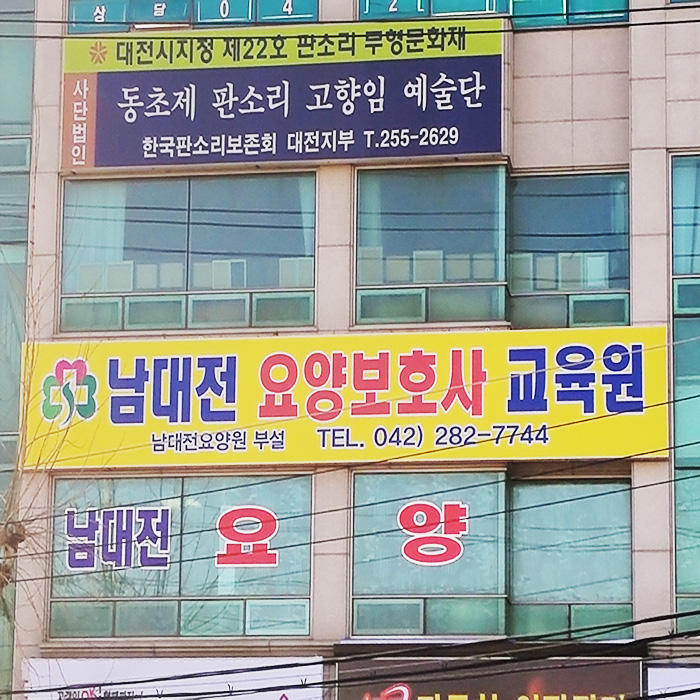 상담 04
대전시지정 제22호 판소리 무형문화재
사단법인
동초제 판소리 고향임 예술단
한국판소리보존회 대전지부 T.255-2629
남대전 요양보호사 교육원
남대전요양원 부설 TEL. 042) 282-7744
남대전 요양